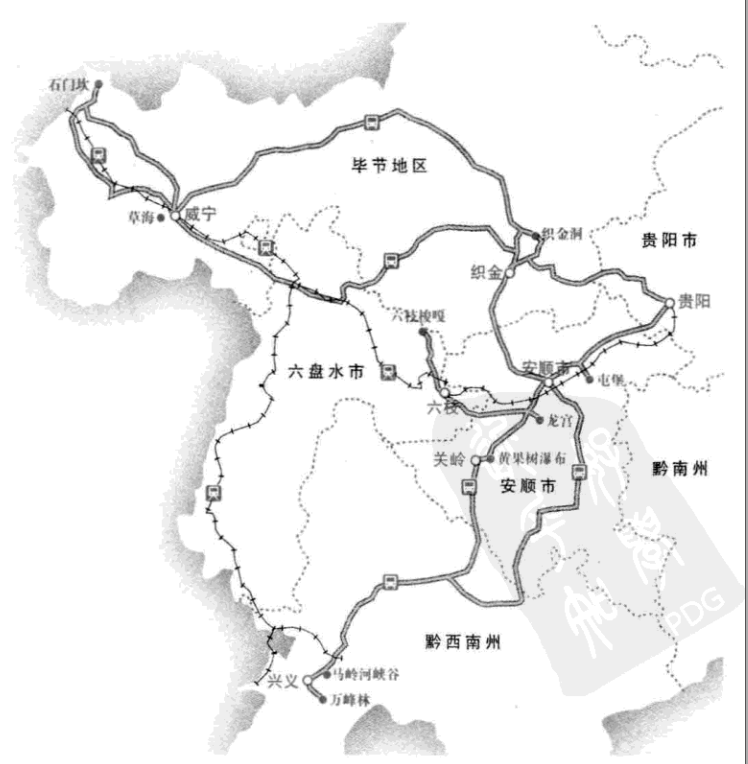 石门坎
毕节地区
草海
威宁
织金洞
贵阳市
织金
贵阳
六枝梭嘎
安顺市
六盘水市
屯堡
六枝
龙宫
关岭
黄果树瀑布
黔南州
安顺市
PDG
黔西南州
马岭河峡谷
兴义
万峰林